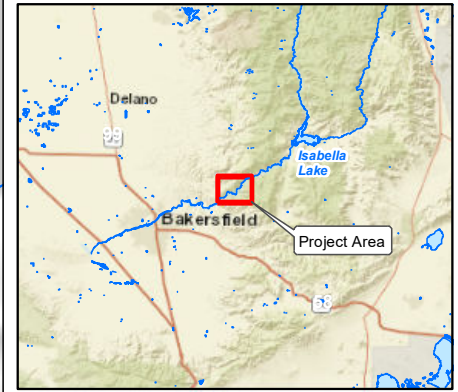 Delano
99
Isabella
Lake
Bakersfield
Project Area
58